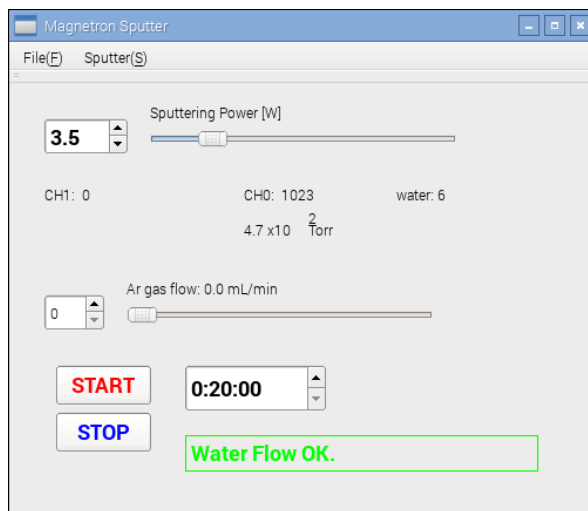 Magnetron Sputter
File(F) Sputter(S)
Sputtering Power [W]
3.5
CH1: 0 CH0: 1023 water: 6
4.7 x10 2 Torr
Ar gas flow: 0.0 mL/min
0
START 0:20:00
STOP
Water Flow OK.